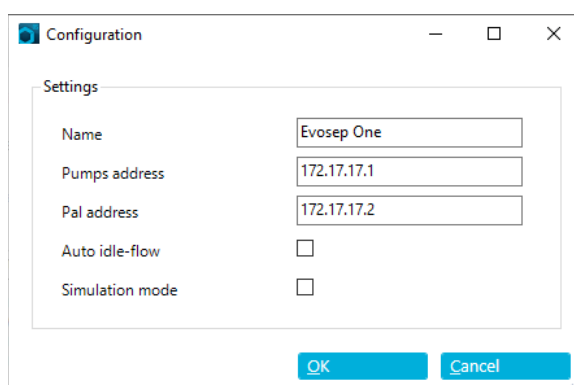 Configuration
Settings
Name
Evosep One
Pumps address
172.17.17.1
Pal address
172.17.17.2
Auto idle-flow
Simulation mode
OK
Cancel